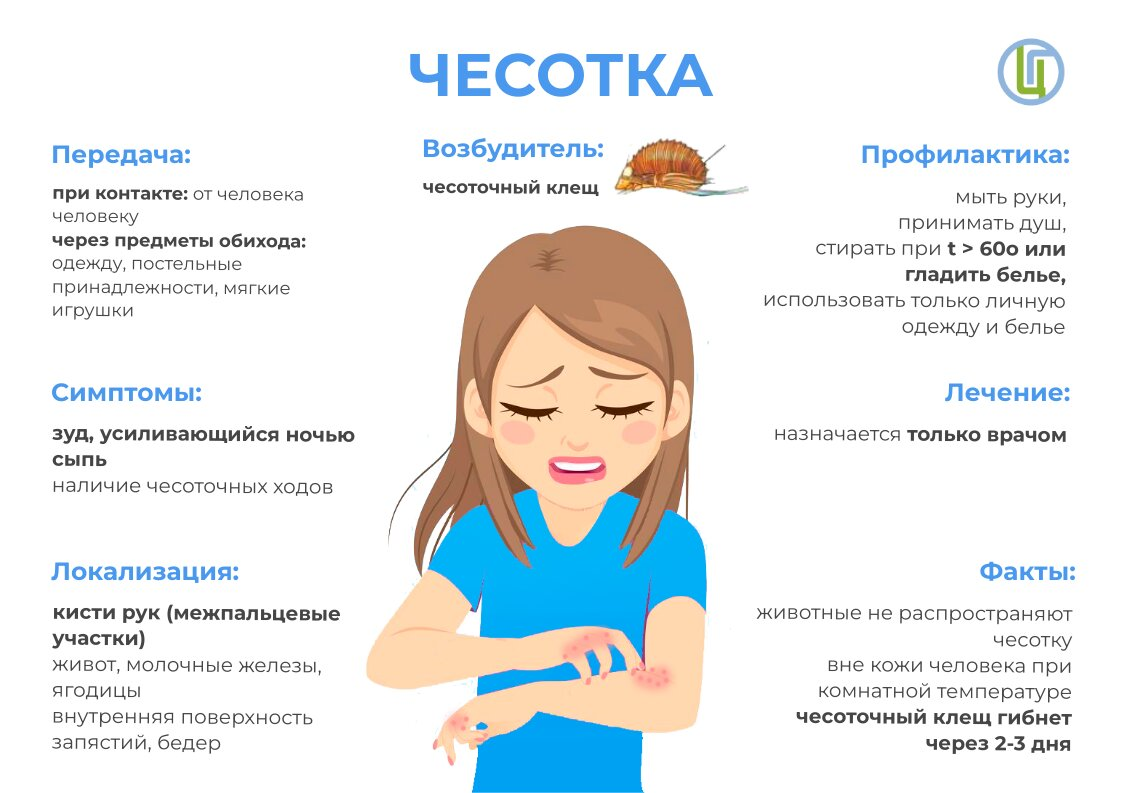 ЧЕСОТКА
Передача:
при контакте: от человека
человеку
через предметы обихода:
одежду, постельные
принадлежности, мягкие
игрушки
Возбудитель:
чесоточный клещ
Профилактика:
мыть руки,
принимать душ,
стирать при t > 60о или
гладить белье,
использовать только личную
одежду и белье
Симптомы:
зуд, усиливающийся ночью
сыпь
наличие чесоточных ходов
Лечение:
назначается только врачом
Локализация:
кисти рук (межпальцевые
участки)
живот, молочные железы,
ягодицы
внутренняя поверхность
запястий, бедер
Факты:
животные не распространяют
чесотку
вне кожи человека при
комнатной температуре
чесоточный клещ гибнет
через 2-3 дня